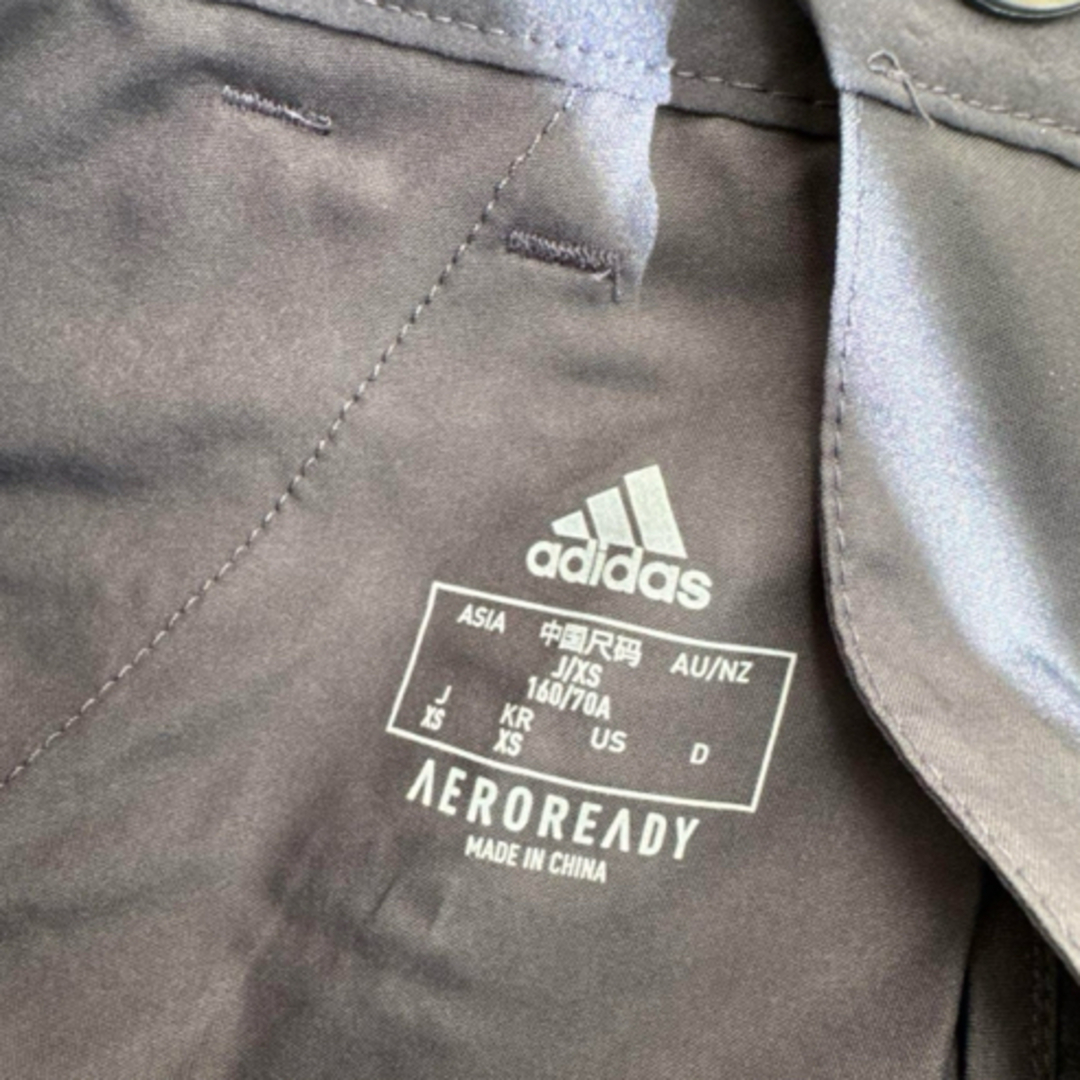 adidas
ASIA 中国尺码 AU/NZ
J/XS
160/70A
J KR US D
XS XS
AEROREADY
MADE IN CHINA